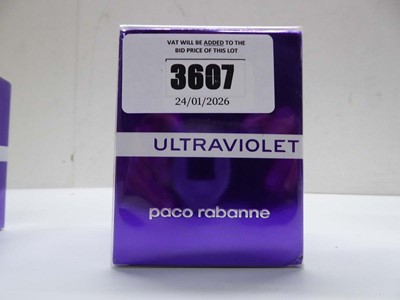 VAT WILL BE ADDED TO THE
BID PRICE OF THIS LOT
3607
24/01/2026
ULTRAVIOLET
paco rabanne